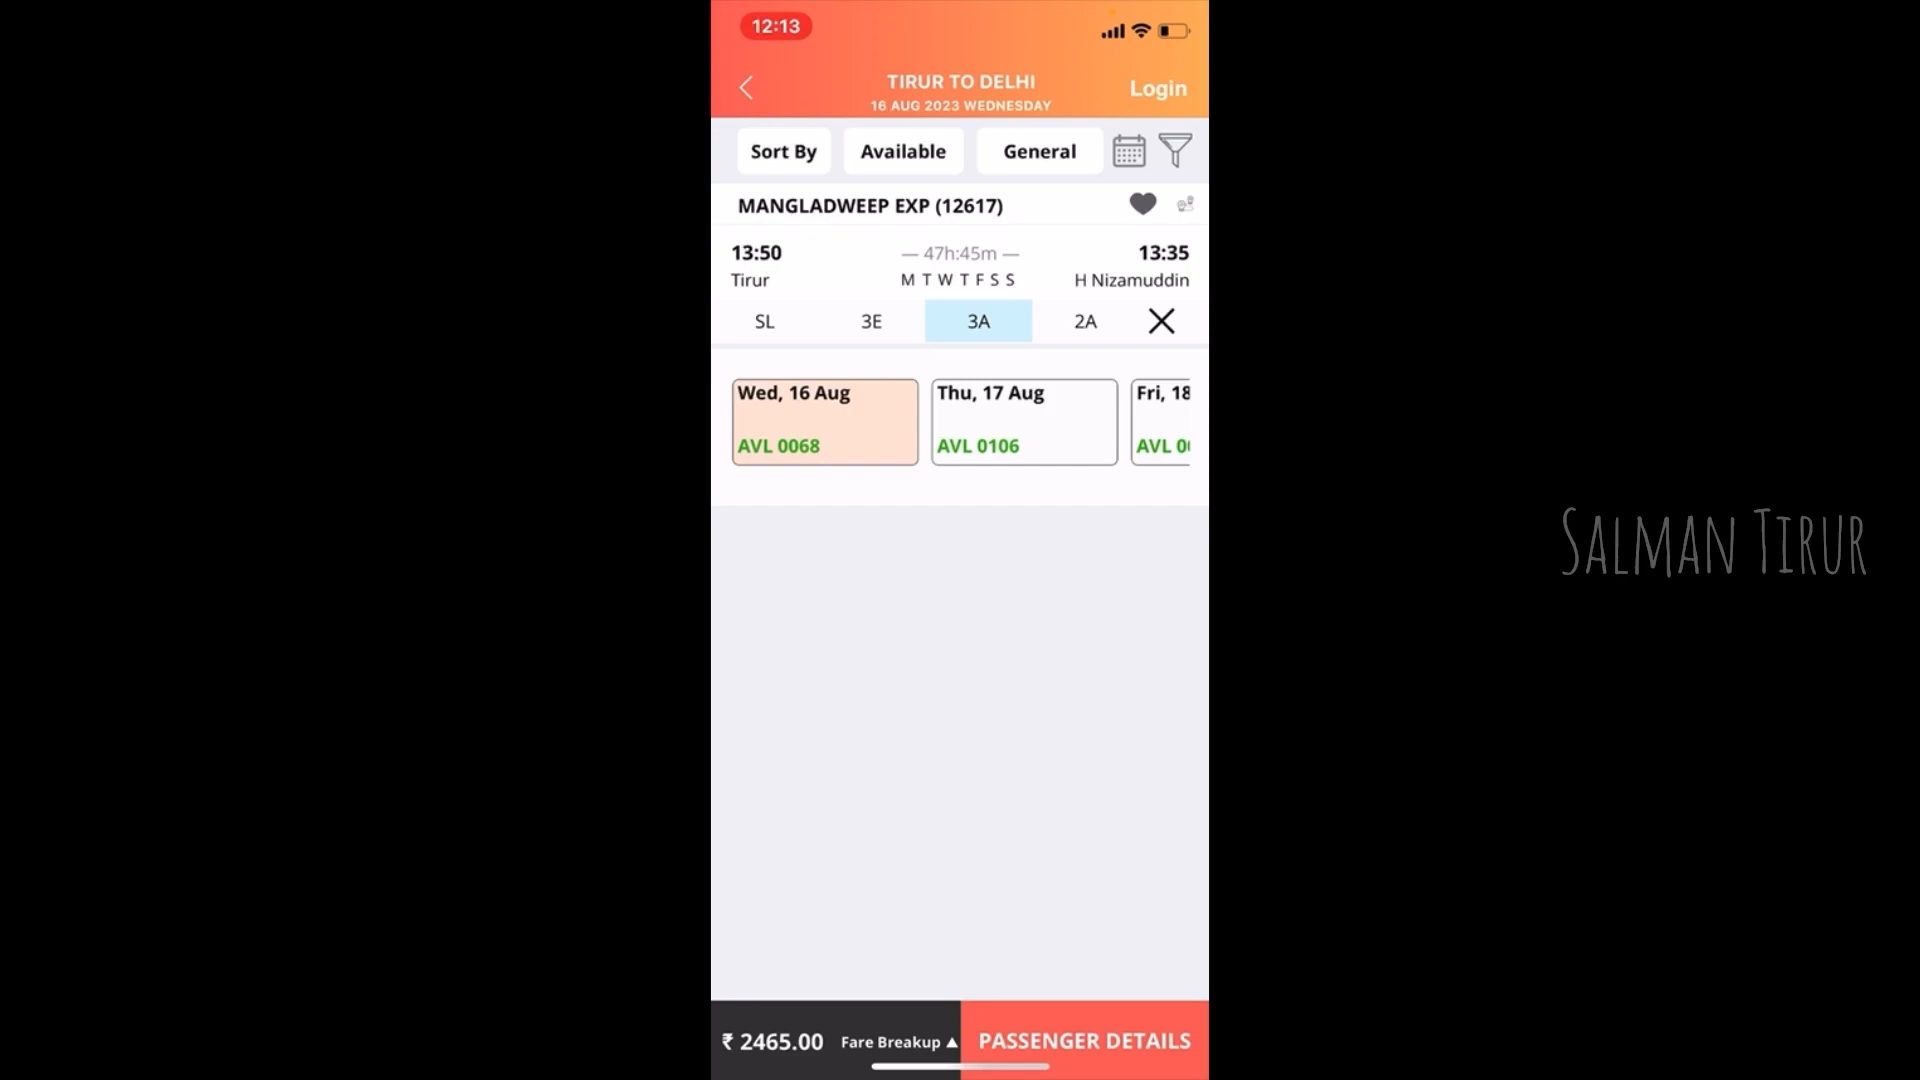 12:13
TIRUR TO DELHI
Login
16 AUG 2023 WEDNESDAY
Sort By Available General
MANGLADWEEP EXP (12617)
13:50 — 47h:45m — 13:35
Tirur M T W T F S S H Nizamuddin
SL 3E 3A 2A
Wed, 16 Aug Thu, 17 Aug Fri, 18
AVL 0068 AVL 0106 AVL 0
SALMAN TIRUR
₹ 2465.00 Fare Breakup ▲ PASSENGER DETAILS